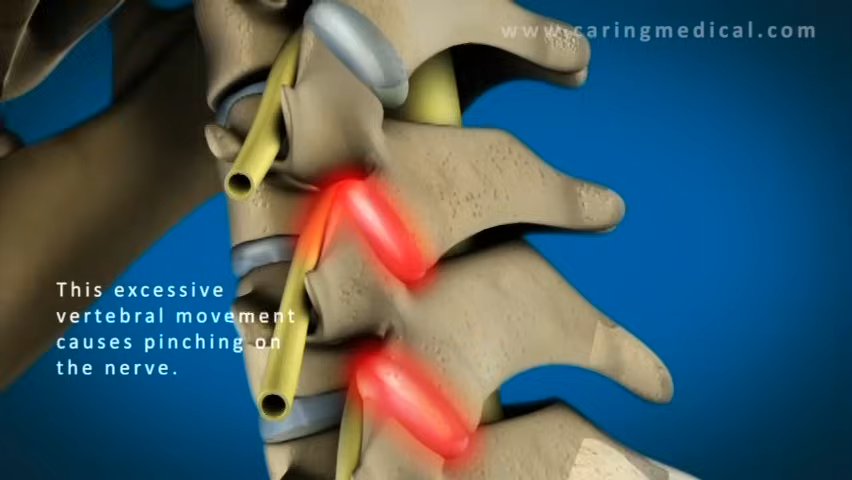 www.caringmedical.com
This excessive
vertebral movement
causes pinching on
the nerve.